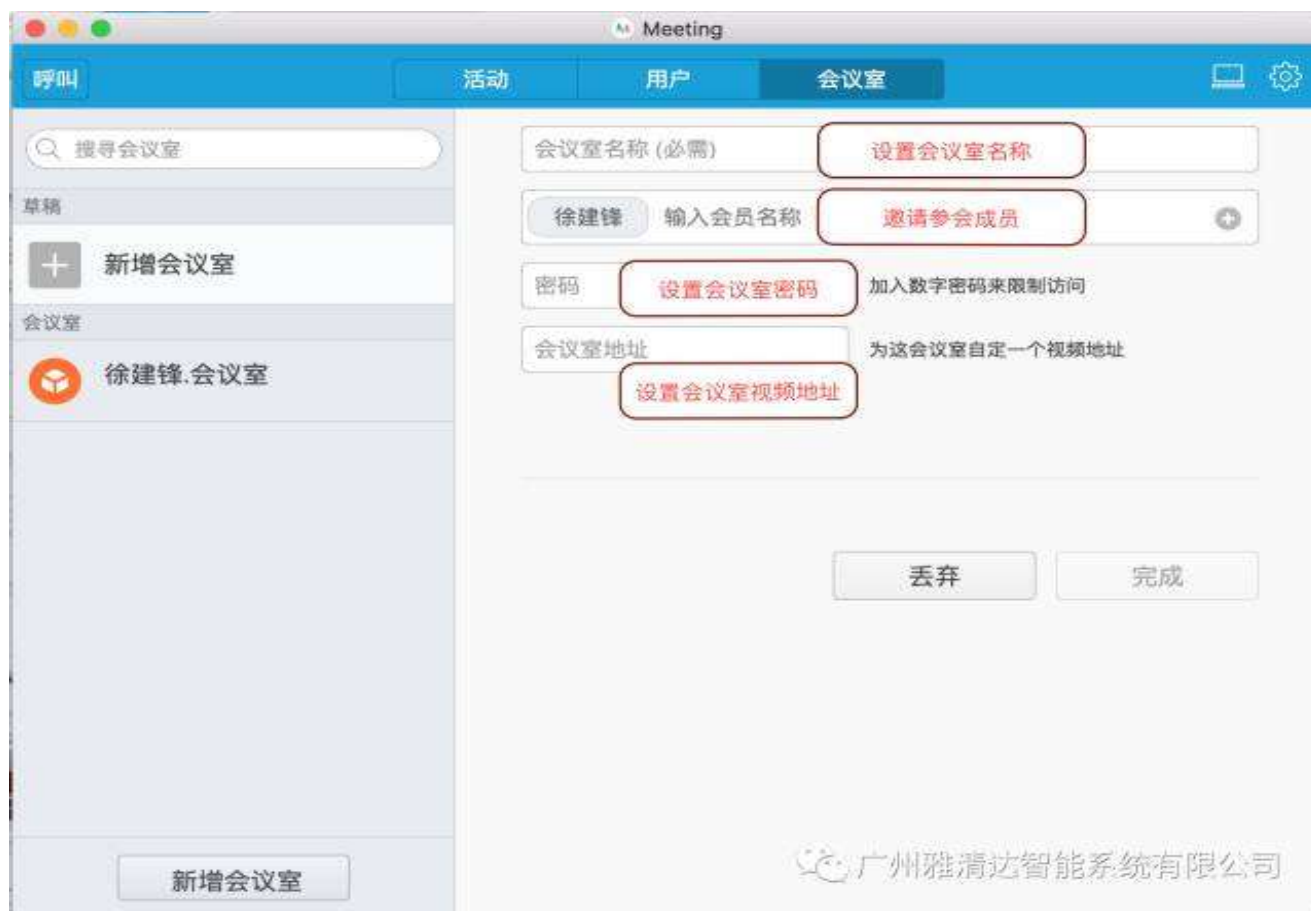 Meeting
呼叫
活动
用户
会议室
搜寻会议室
草稿
新增会议室
会议室
徐建锋.会议室
新增会议室
会议室名称 (必需) 设置会议室名称
徐建锋 输入会员名称 邀请参会成员
密码 设置会议室密码 加入数字密码来限制访问
会议室地址 为这会议室自定一个视频地址
设置会议室视频地址
丢弃
完成
广州雅清达智能系统有限公司